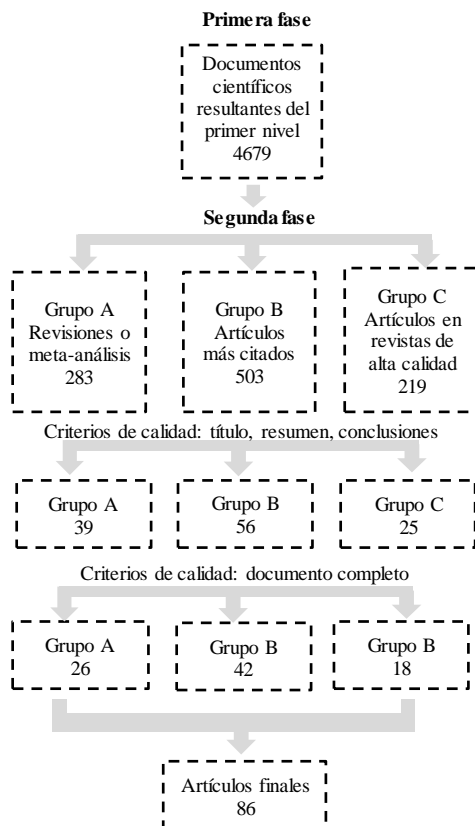 Primera fase
Documentos
científicos
resultantes del
primer nivel
4679
Segunda fase
Grupo A
Revisiones o
meta-análisis
283
Grupo B
Artículos
más citados
503
Grupo C
Artículos en
revistas de
alta calidad
219
Criterios de calidad: título, resumen, conclusiones
Grupo A
39
Grupo B
56
Grupo C
25
Criterios de calidad: documento completo
Grupo A
26
Grupo B
42
Grupo B
18
Artículos finales
86